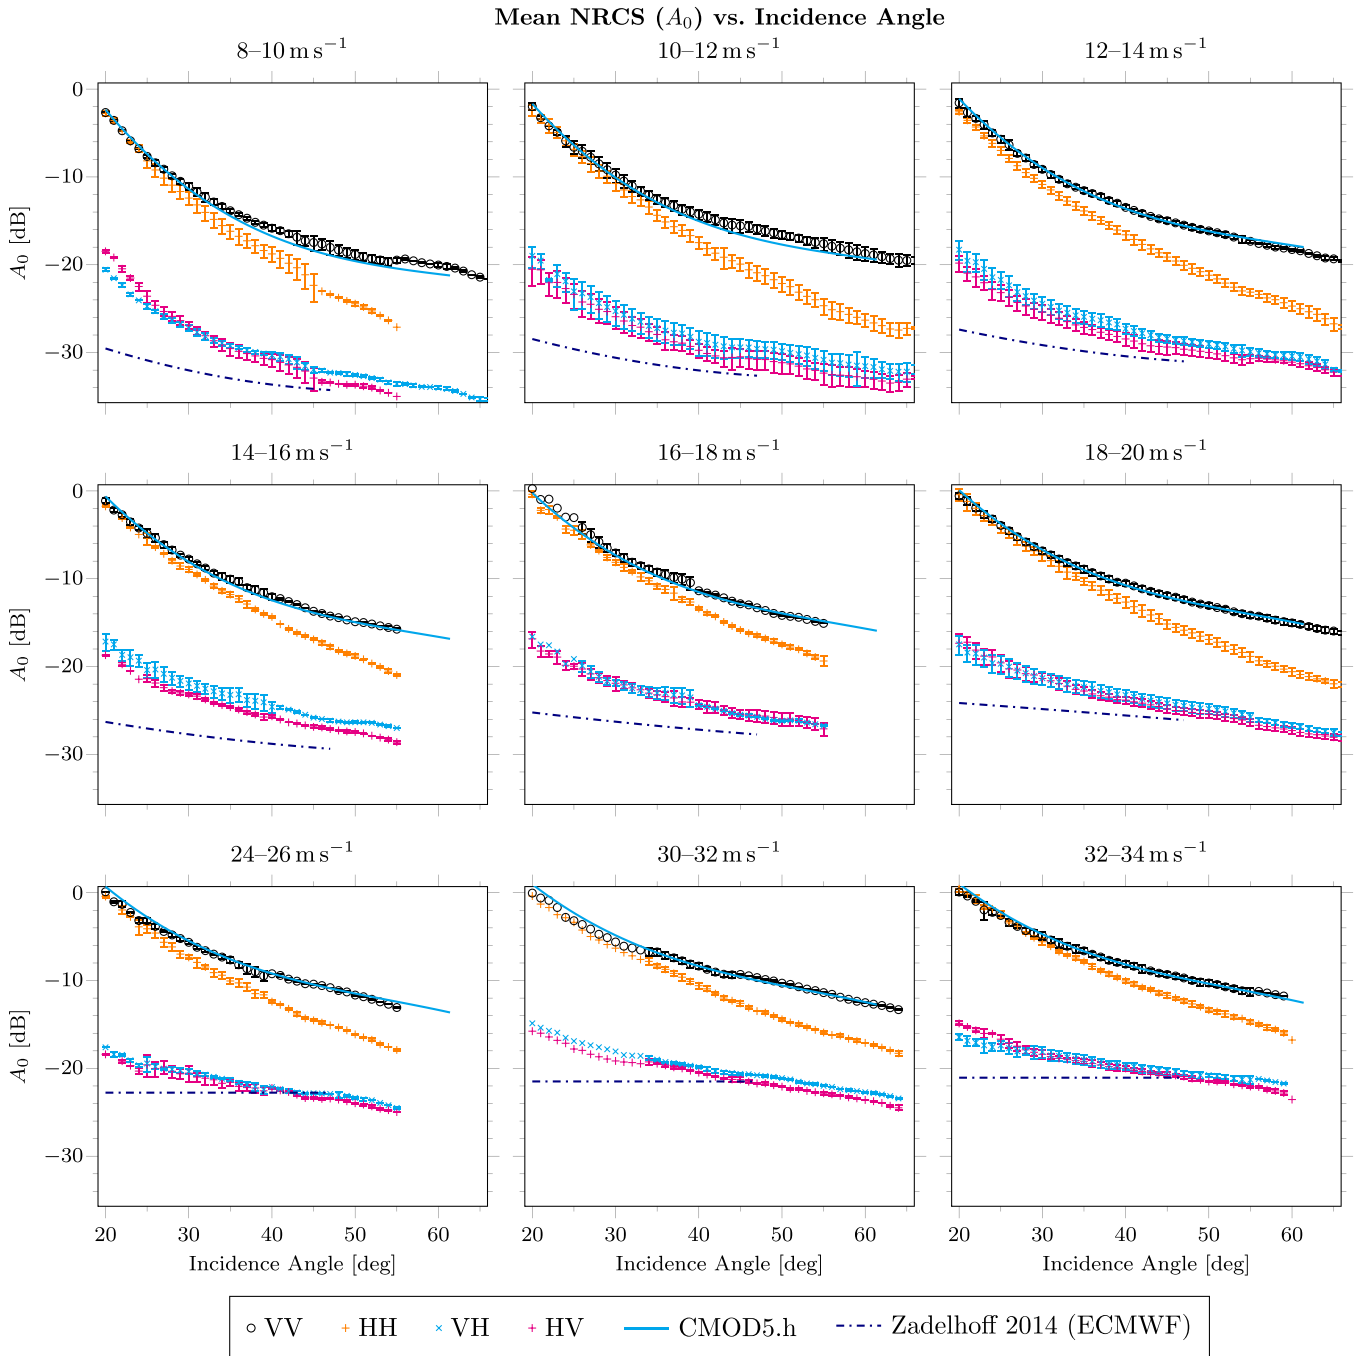 Mean NRCS (A₀) vs. Incidence Angle
8–10 m s⁻¹ 10–12 m s⁻¹ 12–14 m s⁻¹
0
−10
−20
−30
A₀ [dB]
14–16 m s⁻¹ 16–18 m s⁻¹ 18–20 m s⁻¹
0
−10
−20
−30
A₀ [dB]
24–26 m s⁻¹ 30–32 m s⁻¹ 32–34 m s⁻¹
0
−10
−20
−30
A₀ [dB]
20 30 40 50 60 20 30 40 50 60 20 30 40 50 60
Incidence Angle [deg] Incidence Angle [deg] Incidence Angle [deg]
VV HH VH HV CMOD5.h Zadelhoff 2014 (ECMWF)